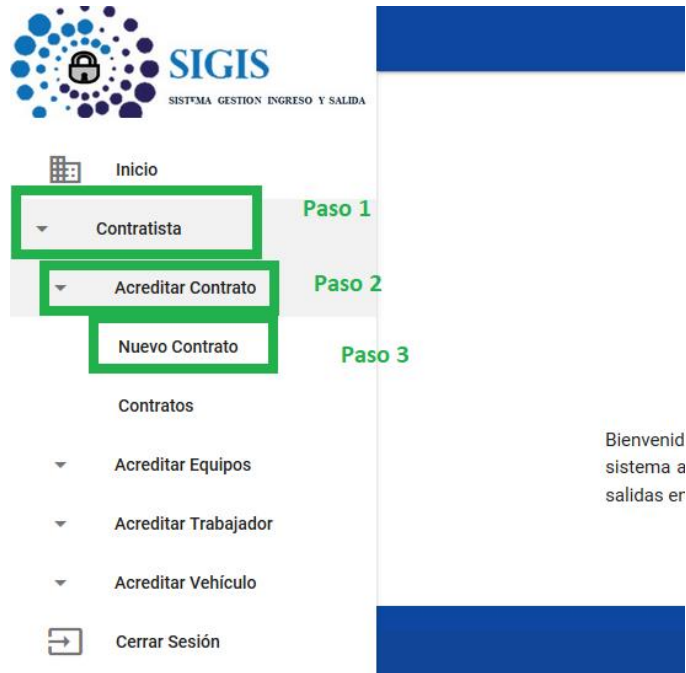 SIGIS
SISTEMA GESTION INGRESO Y SALIDA
Inicio
Contratista
Paso 1
Acreditar Contrato
Paso 2
Nuevo Contrato
Paso 3
Contratos
Acreditar Equipos
Acreditar Trabajador
Acreditar Vehículo
Cerrar Sesión
Bienvenid
sistema a
salidas en